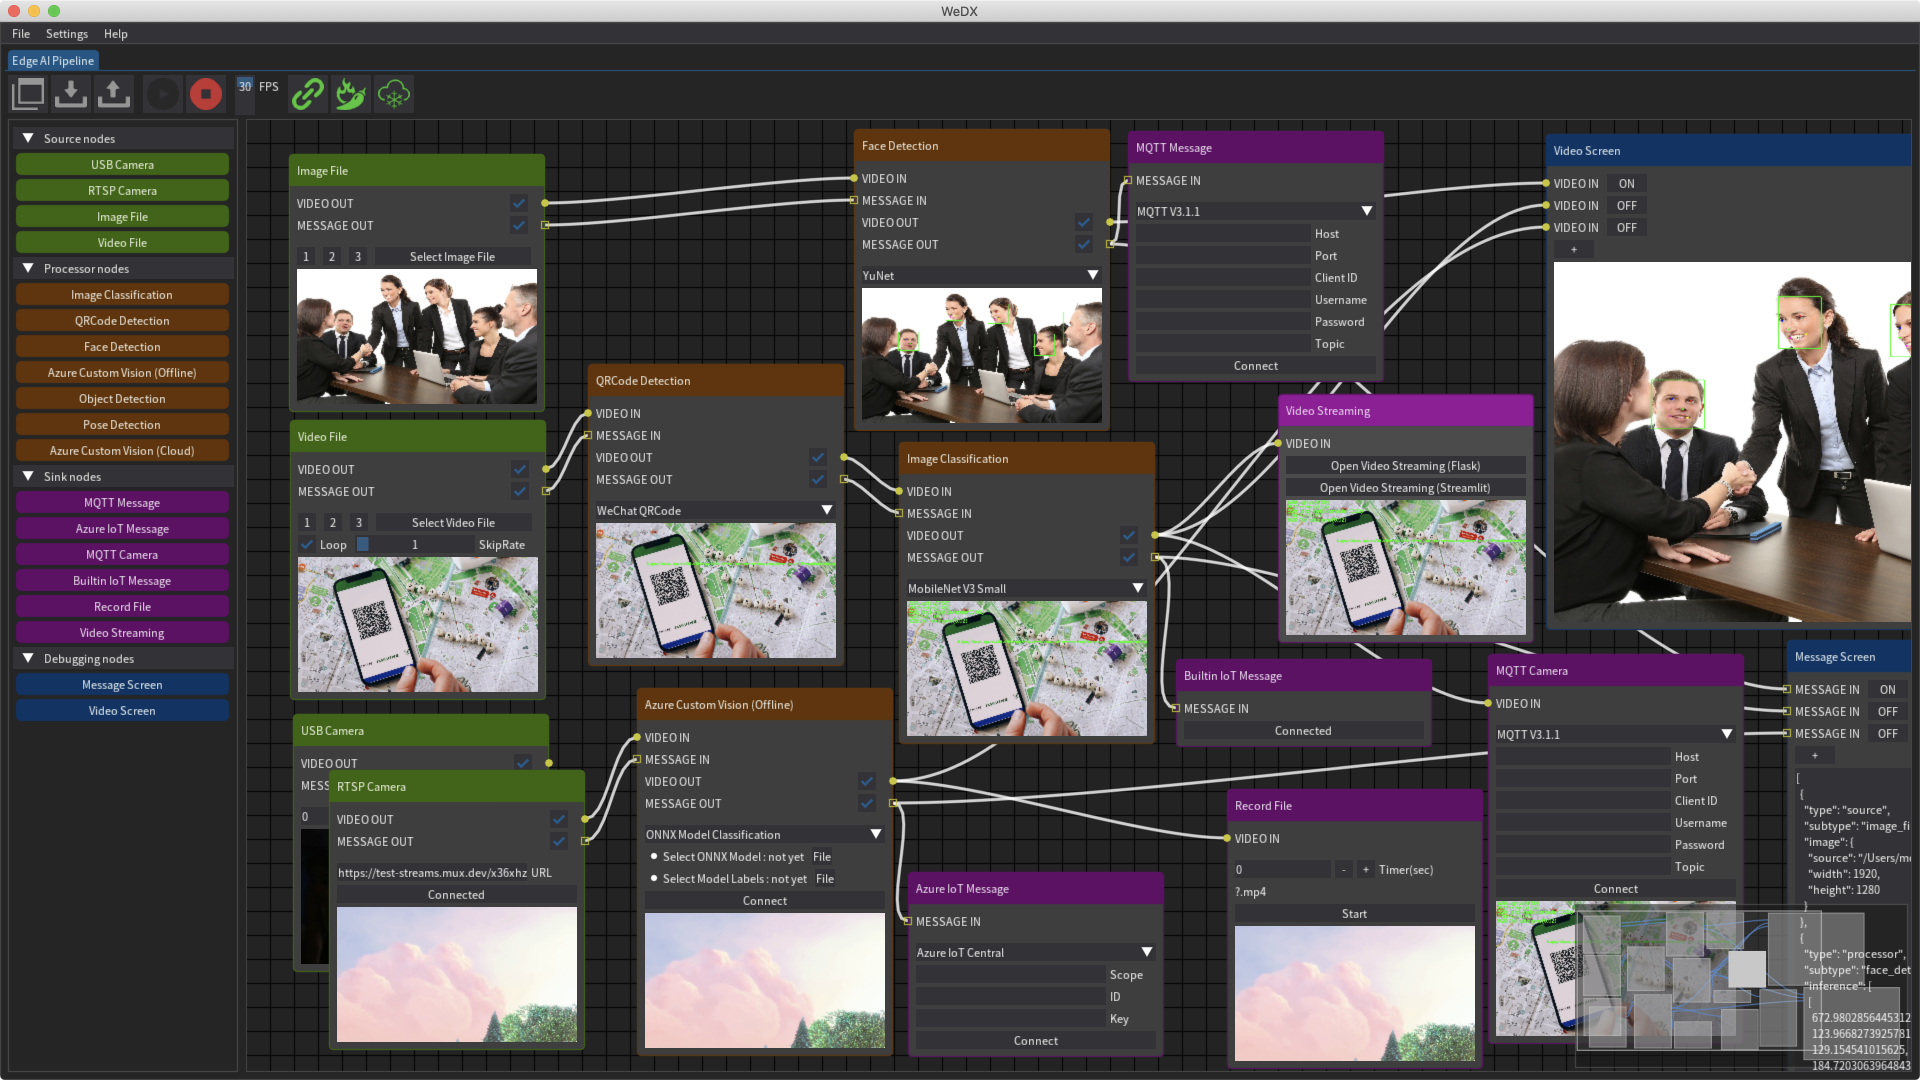 WeDX
File Settings Help
Edge AI Pipeline
30 FPS
Source nodes
USB Camera
RTSP Camera
Image File
Video File
Processor nodes
Image Classification
QRCode Detection
Face Detection
Azure Custom Vision (Offline)
Object Detection
Pose Detection
Azure Custom Vision (Cloud)
Sink nodes
MQTT Message
Azure IoT Message
MQTT Camera
Builtin IoT Message
Record File
Video Streaming
Debugging nodes
Message Screen
Video Screen
Image File
VIDEO OUT
MESSAGE OUT
1 2 3 Select Image File
Video File
VIDEO OUT
MESSAGE OUT
1 2 3 Select Video File
Loop 1 SkipRate
USB Camera
VIDEO OUT
MESS
0
RTSP Camera
VIDEO OUT
MESSAGE OUT
https://test-streams.mux.dev/x36xhz URL
Connected
QRCode Detection
VIDEO IN
MESSAGE IN
VIDEO OUT
MESSAGE OUT
WeChat QRCode
Azure Custom Vision (Offline)
VIDEO IN
MESSAGE IN
VIDEO OUT
MESSAGE OUT
ONNX Model Classification
Select ONNX Model : not yet File
Select Model Labels : not yet File
Connect
Face Detection
VIDEO IN
MESSAGE IN
VIDEO OUT
MESSAGE OUT
YuNet
Image Classification
VIDEO IN
MESSAGE IN
VIDEO OUT
MESSAGE OUT
MobileNet V3 Small
Azure IoT Message
MESSAGE IN
Azure IoT Central
Scope
ID
Key
Connect
MQTT Message
MESSAGE IN
MQTT V3.1.1
Host
Port
Client ID
Username
Password
Topic
Connect
Video Streaming
VIDEO IN
Open Video Streaming (Flask)
Open Video Streaming (Streamlit)
Builtin IoT Message
MESSAGE IN
Connected
Record File
VIDEO IN
0 - + Timer(sec)
?.mp4
Start
MQTT Camera
VIDEO IN
MQTT V3.1.1
Host
Port
Client ID
Username
Password
Topic
Connect
Video Screen
VIDEO IN ON
VIDEO IN OFF
VIDEO IN OFF
+
Message Screen
MESSAGE IN ON
MESSAGE IN OFF
MESSAGE IN OFF
+
[
{
"type": "source",
"subtype": "image_fi
"image": {
"source": "/Users/m
"width": 1920,
"height": 1280
}
},
{
"type": "processor",
"subtype": "face_det
"inference": [
[
672.9802856445312
123.9668273925781
129.154541015625,
184.7203063964843